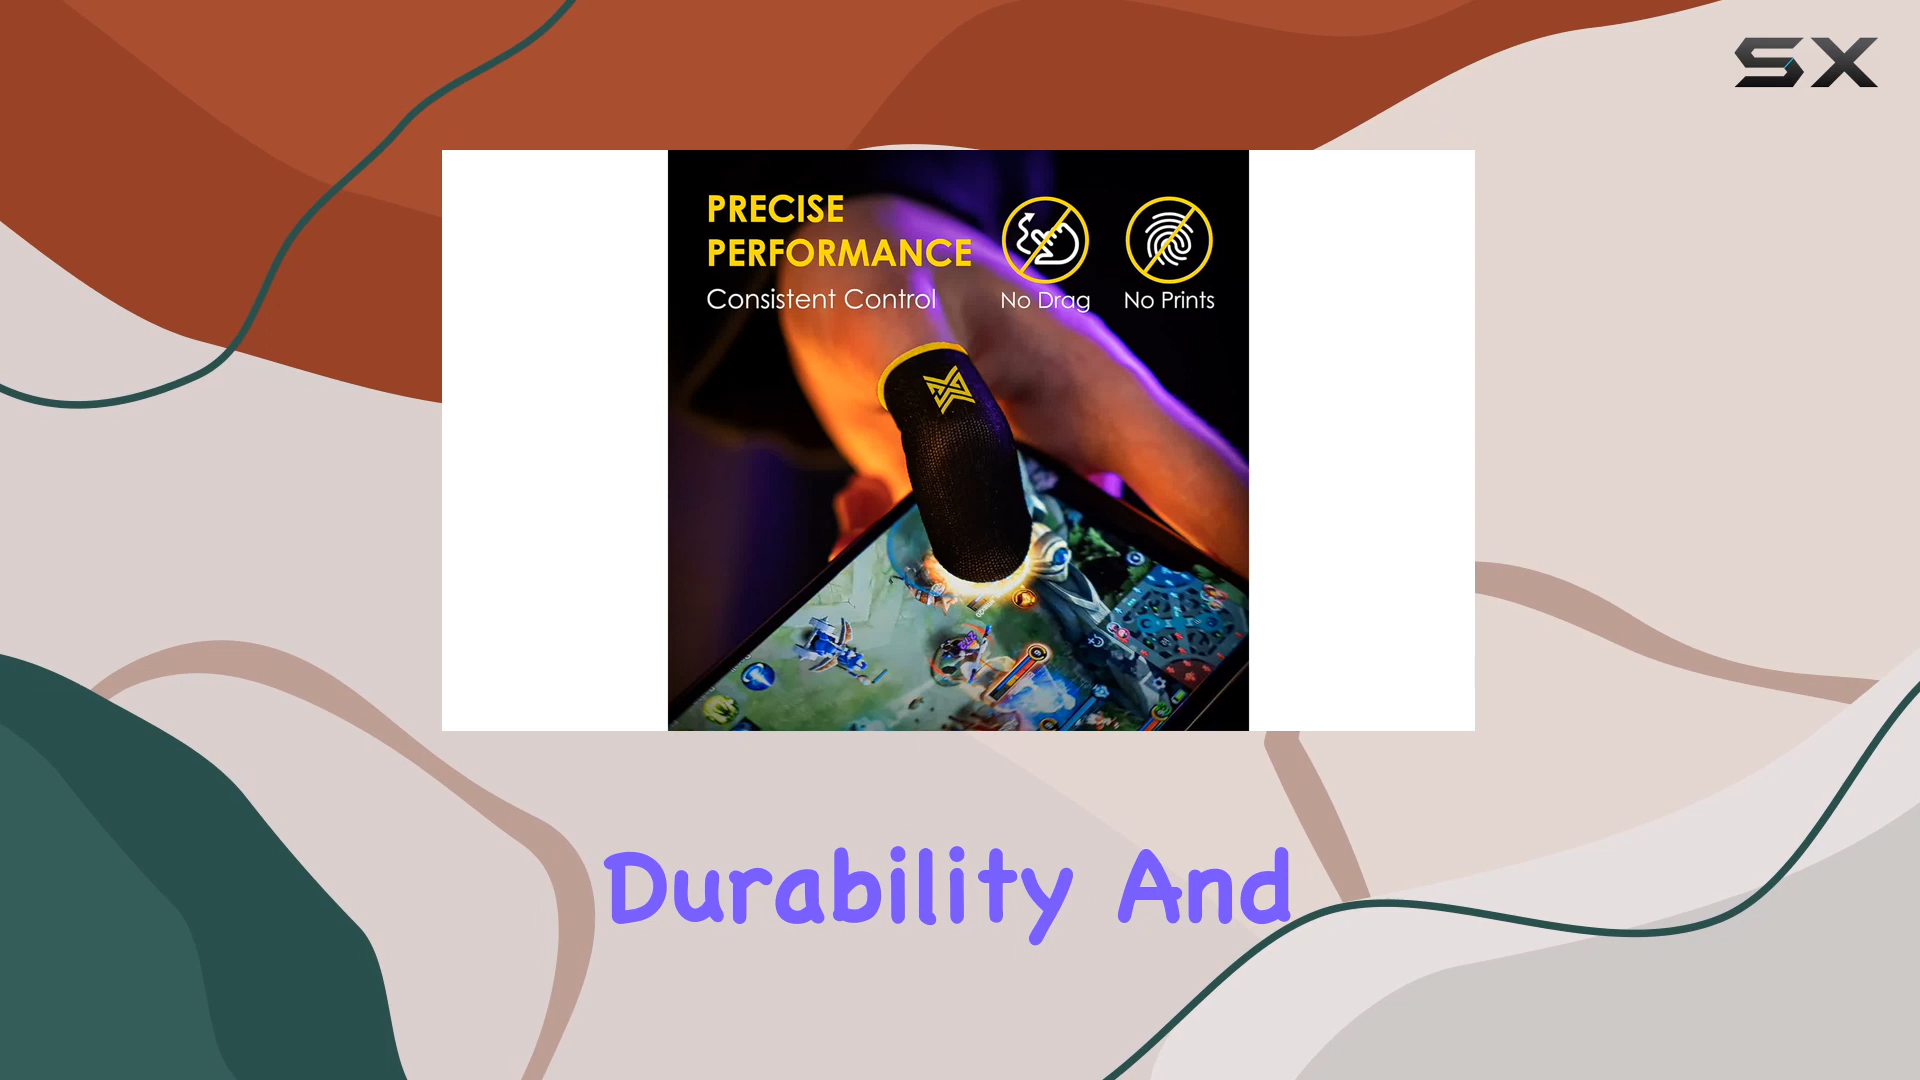 SX
PRECISE
PERFORMANCE
Consistent Control
No Drag
No Prints
Durability And